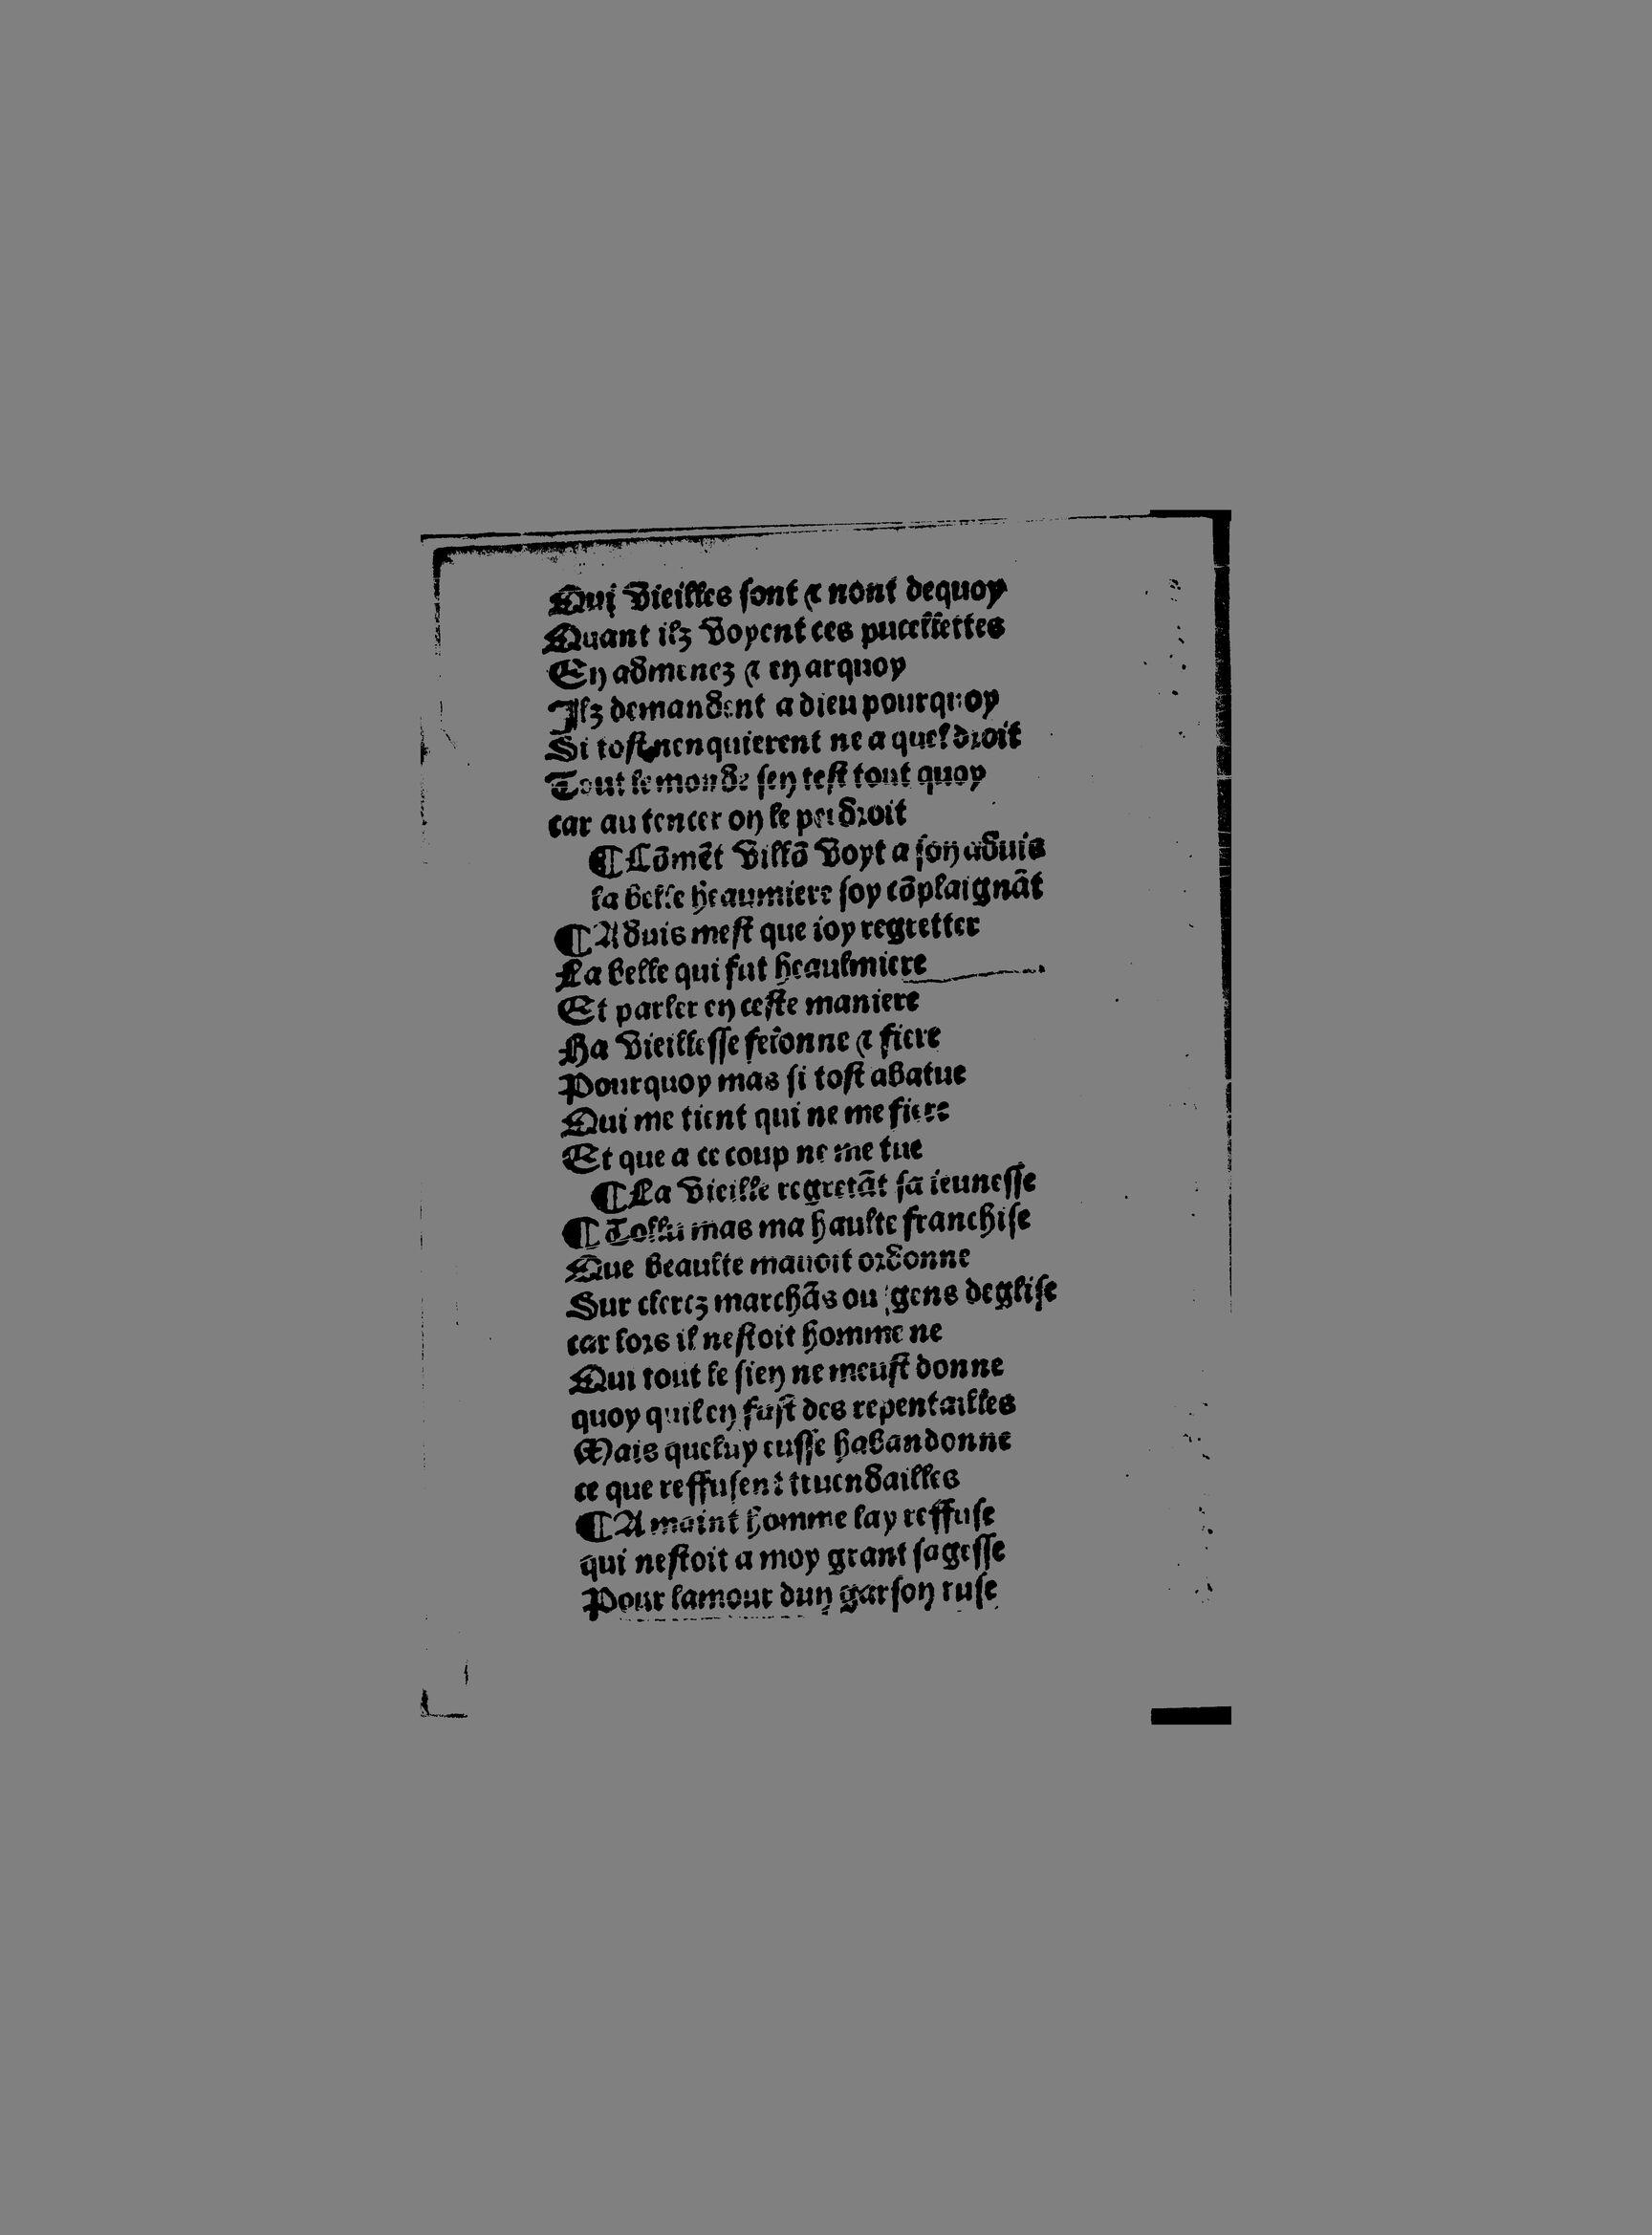 Qui vieilles ſont ⁊ nont dequoy
Quant ilz voyent ces pucellettes
En admenez ⁊ en arquoy
Ilz demandent a dieu pourquoy
Si toſt nenquierent ne a quel droit
Tout le monde ſen teſt tout quoy
car au tencer on le perdroit
¶ Cõmẽt villõ voyt a ſon aduis
la belle heaumiere ſoy cõplaignãt
¶ Aduis meſt que ioy regretter
La belle qui fut heaulmiere
Et parler en ceſte maniere
Ha vieilleſſe felonne ⁊ fiere
Pourquoy mas ſi toſt abatue
Qui me tient qui ne me fiere
Et que a ce coup ne me tue
¶ La vieille regretãt ſa ieuneſſe
¶ Tollu mas ma haulte franchiſe
Que beaulte mauoit ordonne
Sur clercz marchãs ou gens degliſe
car lors il neſtoit homme ne
Qui tout le ſien ne meuſt donne
quoy quil en fuſt des repentailles
Mais que luy euſſe habandonne
ce que reffuſent truendailles
¶ A maint homme lay reffuſe
qui neſtoit a moy grant ſageſſe
Pour lamour dun garſon ruſe